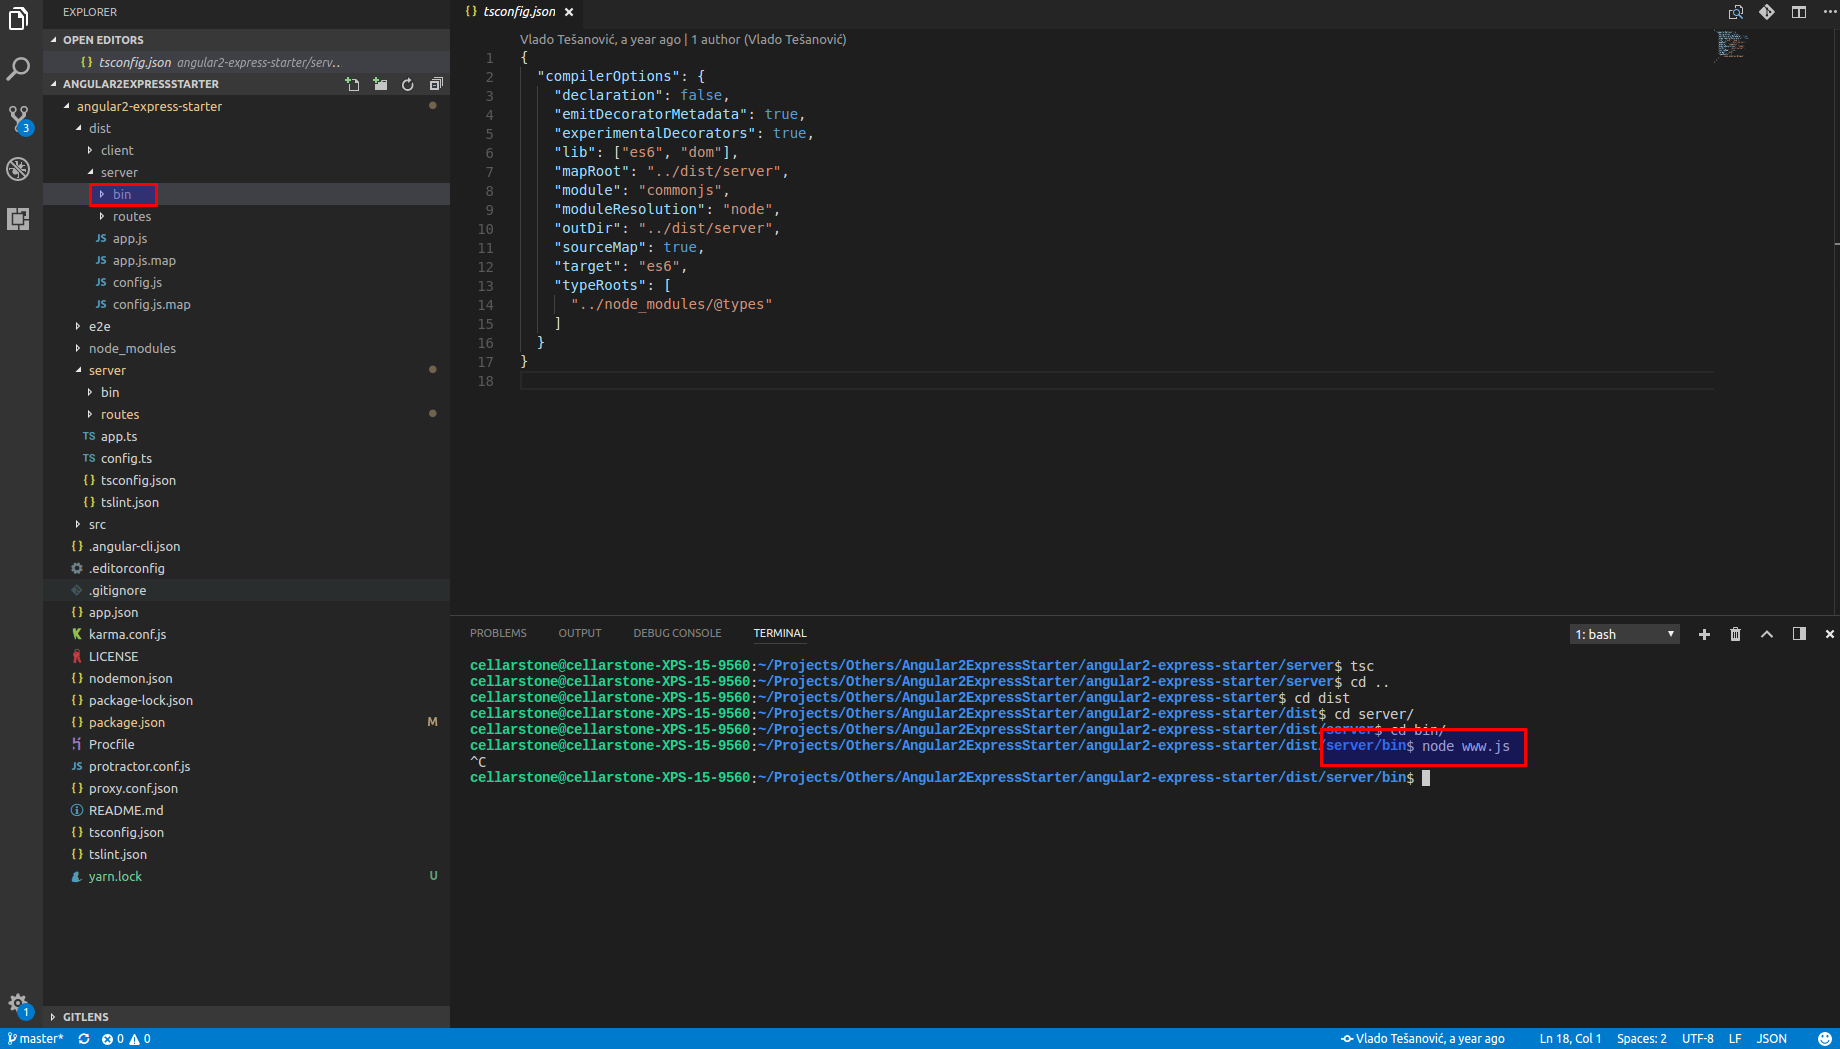 EXPLORER
OPEN EDITORS
{ } tsconfig.json angular2-express-starter/serv...
ANGULAR2EXPRESSSTARTER
angular2-express-starter
dist
client
server
bin
routes
JS app.js
JS app.js.map
JS config.js
JS config.js.map
e2e
node_modules
server
bin
routes
TS app.ts
TS config.ts
{ } tsconfig.json
{ } tslint.json
src
{ } .angular-cli.json
.editorconfig
.gitignore
{ } app.json
karma.conf.js
LICENSE
{ } nodemon.json
{ } package-lock.json
{ } package.json M
Procfile
JS protractor.conf.js
{ } proxy.conf.json
README.md
{ } tsconfig.json
{ } tslint.json
yarn.lock U
GITLENS
3
1
{ } tsconfig.json ×
Vlado Tešanović, a year ago | 1 author (Vlado Tešanović)
1 {
2 "compilerOptions": {
3 "declaration": false,
4 "emitDecoratorMetadata": true,
5 "experimentalDecorators": true,
6 "lib": ["es6", "dom"],
7 "mapRoot": "../dist/server",
8 "module": "commonjs",
9 "moduleResolution": "node",
10 "outDir": "../dist/server",
11 "sourceMap": true,
12 "target": "es6",
13 "typeRoots": [
14 "../node_modules/@types"
15 ]
16 }
17 }
18
PROBLEMS OUTPUT DEBUG CONSOLE TERMINAL 1: bash
cellarstone@cellarstone-XPS-15-9560:~/Projects/Others/Angular2ExpressStarter/angular2-express-starter/server$ tsc
cellarstone@cellarstone-XPS-15-9560:~/Projects/Others/Angular2ExpressStarter/angular2-express-starter/server$ cd ..
cellarstone@cellarstone-XPS-15-9560:~/Projects/Others/Angular2ExpressStarter/angular2-express-starter$ cd dist
cellarstone@cellarstone-XPS-15-9560:~/Projects/Others/Angular2ExpressStarter/angular2-express-starter/dist$ cd server/
cellarstone@cellarstone-XPS-15-9560:~/Projects/Others/Angular2ExpressStarter/angular2-express-starter/dist/server$ cd bin/
cellarstone@cellarstone-XPS-15-9560:~/Projects/Others/Angular2ExpressStarter/angular2-express-starter/dist/server/bin$ node www.js
^C
cellarstone@cellarstone-XPS-15-9560:~/Projects/Others/Angular2ExpressStarter/angular2-express-starter/dist/server/bin$
master* 0 0 Vlado Tešanović, a year ago Ln 18, Col 1 Spaces: 2 UTF-8 LF JSON